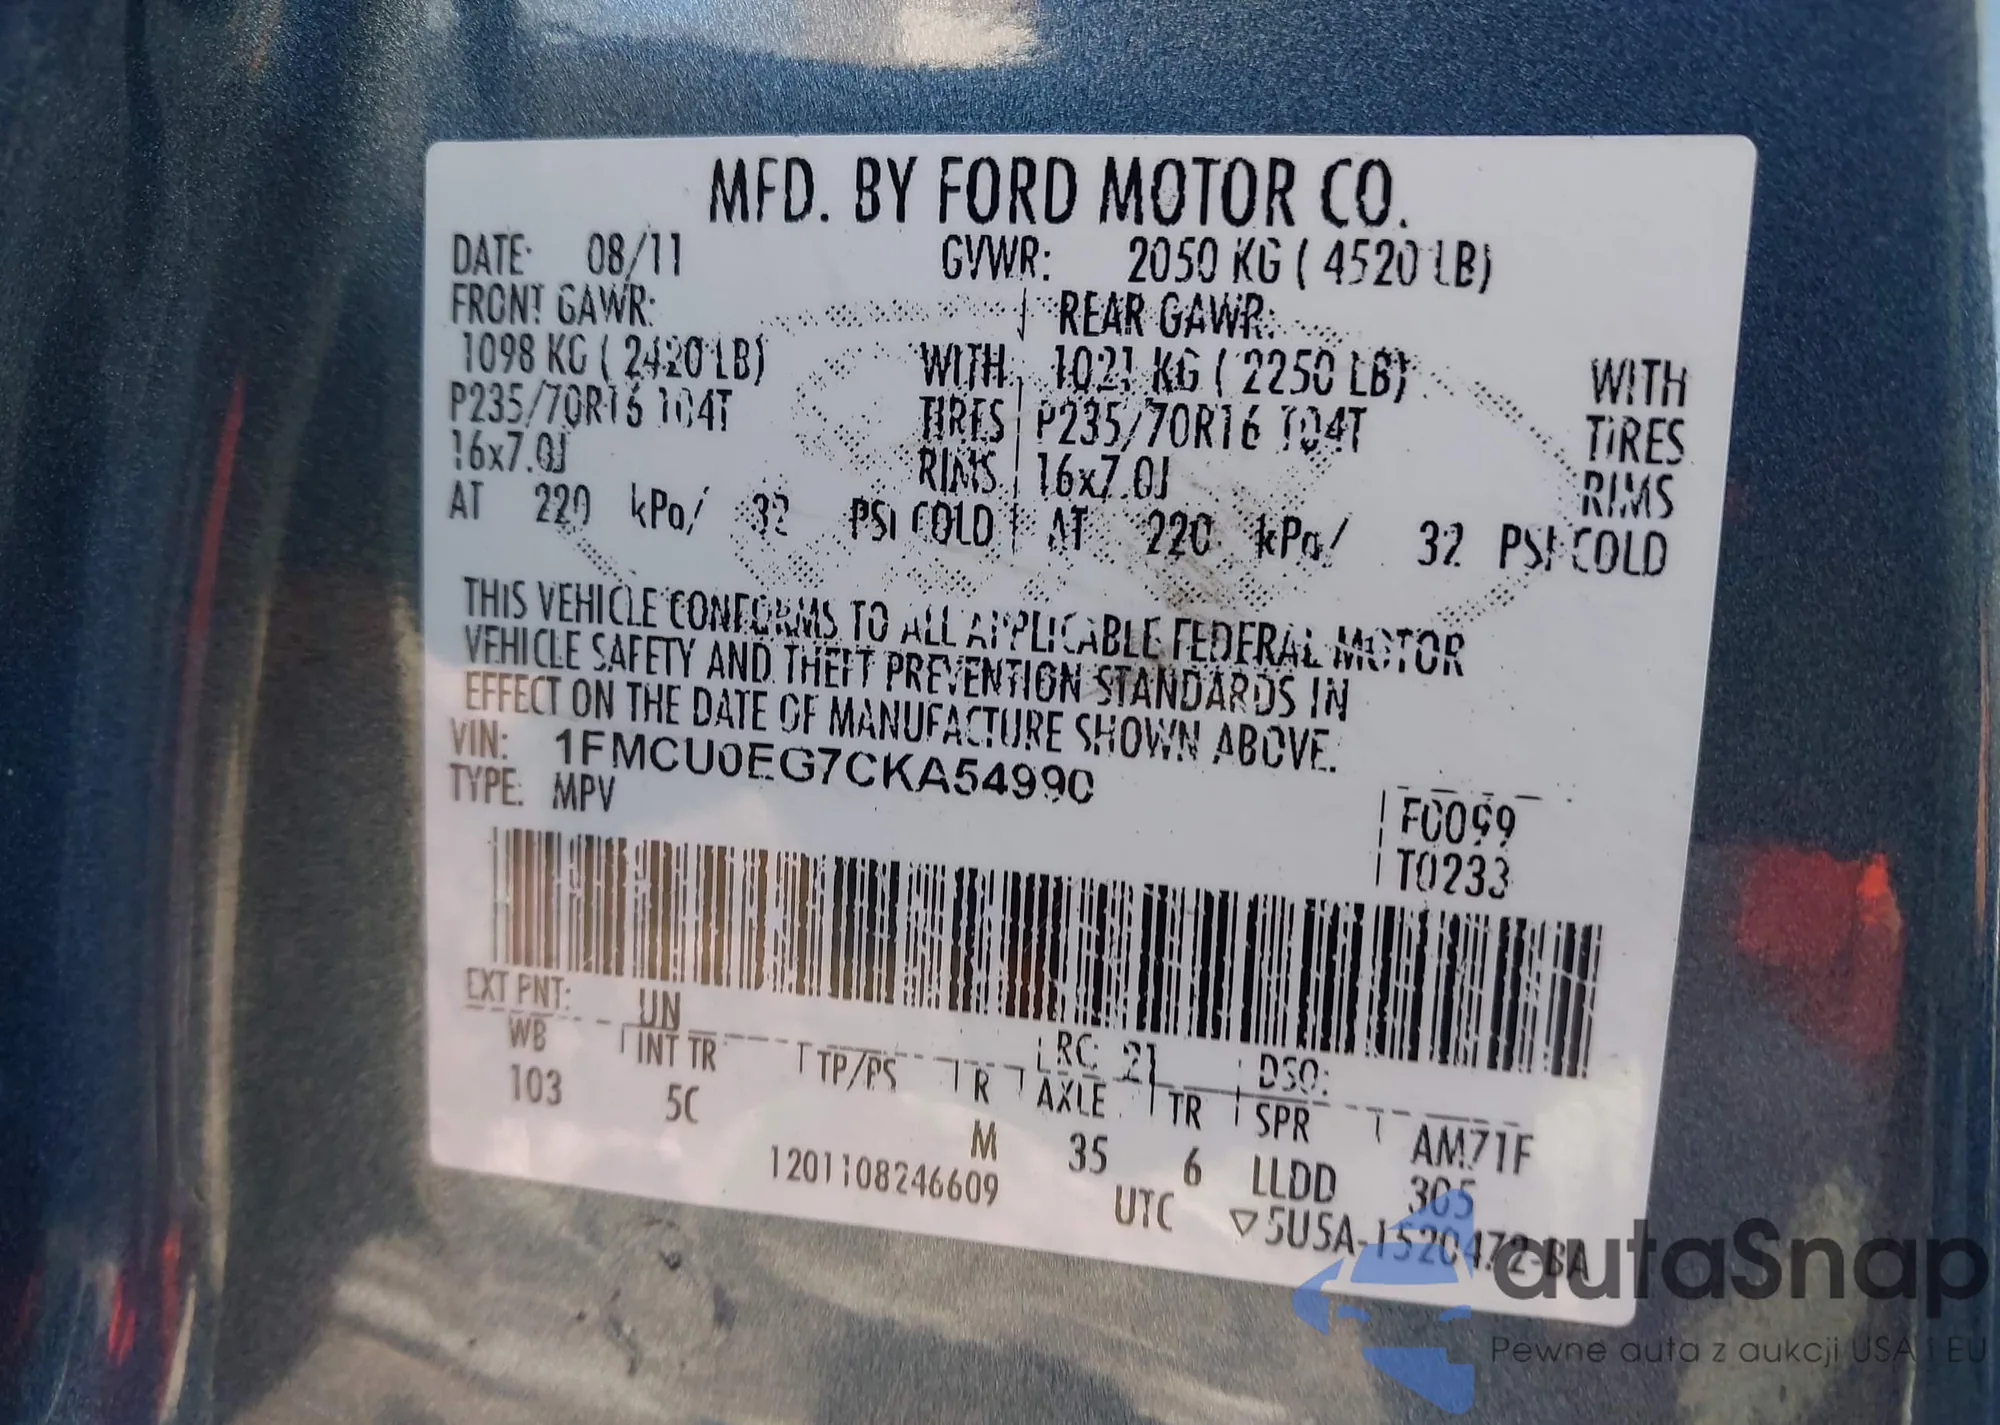 MFD. BY FORD MOTOR CO.
DATE: 08/11 GVWR: 2050 KG ( 4520 LB)
FRONT GAWR: REAR GAWR:
1098 KG ( 2420 LB) WITH 1021 KG ( 2250 LB) WITH
P235/70R16 104T TIRES P235/70R16 104T TIRES
16x7.0J RIMS 16x7.0J RIMS
AT 220 kPa/ 32 PSI COLD AT 220 kPa/ 32 PSI COLD
THIS VEHICLE CONFORMS TO ALL APPLICABLE FEDERAL MOTOR
VEHICLE SAFETY AND THEFT PREVENTION STANDARDS IN
EFFECT ON THE DATE OF MANUFACTURE SHOWN ABOVE.
VIN: 1FMCU0EG7CKA54990
TYPE: MPV
F0099
T0233
EXT PNT: UN RC: 21 DSO:
WB INT TR TP/PS R AXLE TR SPR AM71F
103 5C M 35 6 LLDD 305
1201108246609 UTC ▽5U5A-1520472-BA
autaSnap
Pewne auta z aukcji USA i EU